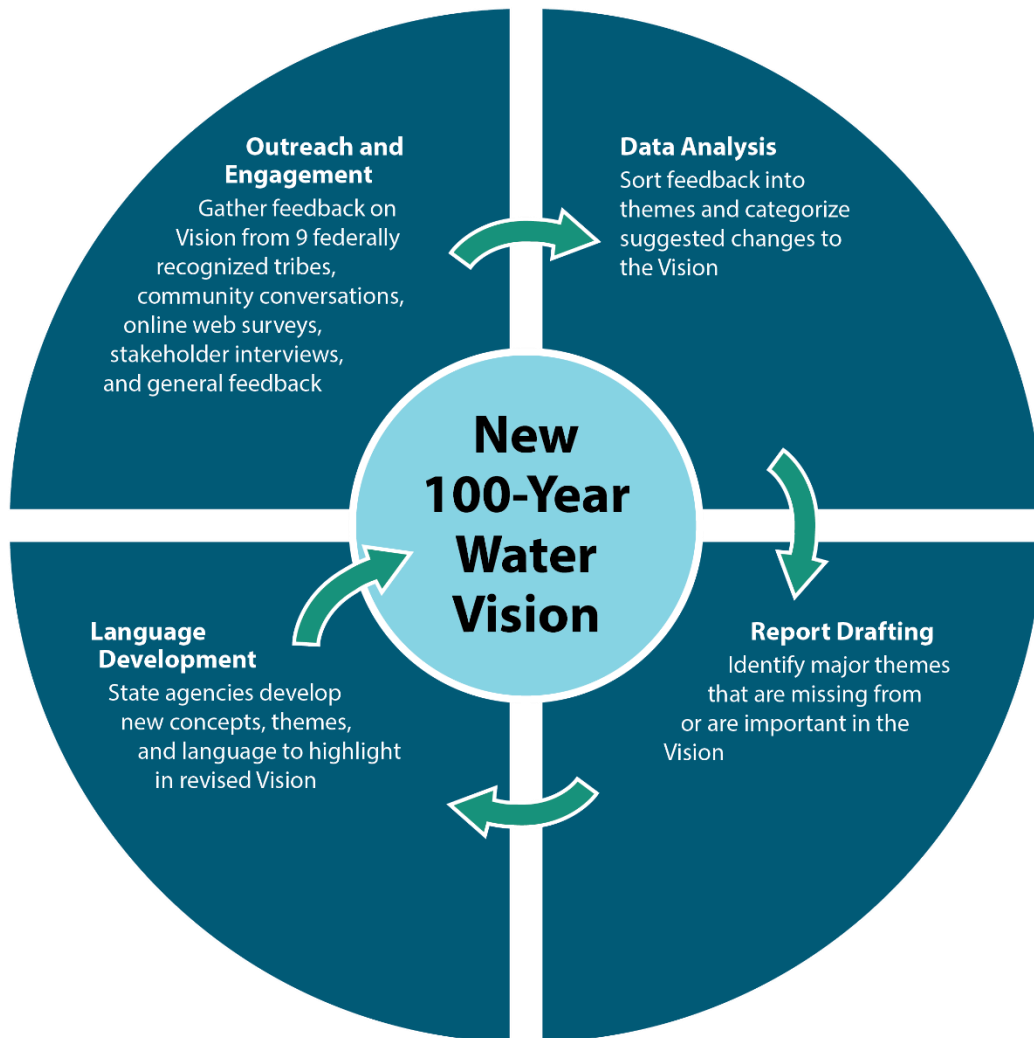 Outreach and
Engagement
Gather feedback on
Vision from 9 federally
recognized tribes,
community conversations,
online web surveys,
stakeholder interviews,
and general feedback
Data Analysis
Sort feedback into
themes and categorize
suggested changes to
the Vision
New
100-Year
Water
Vision
Report Drafting
Identify major themes
that are missing from
or are important in the
Vision
Language
Development
State agencies develop
new concepts, themes,
and language to highlight
in revised Vision